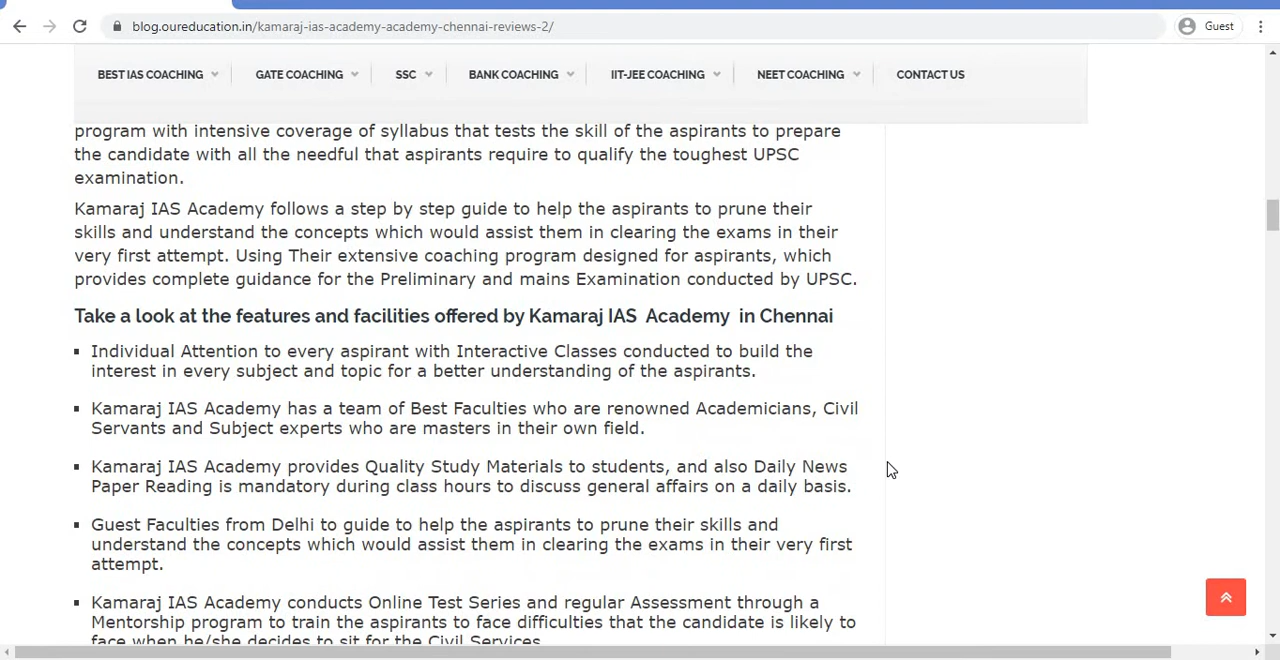 blog.oureducation.in/kamaraj-ias-academy-academy-chennai-reviews-2/
Guest
BEST IAS COACHING GATE COACHING SSC BANK COACHING IIT-JEE COACHING NEET COACHING CONTACT US
program with intensive coverage of syllabus that tests the skill of the aspirants to prepare
the candidate with all the needful that aspirants require to qualify the toughest UPSC
examination.
Kamaraj IAS Academy follows a step by step guide to help the aspirants to prune their
skills and understand the concepts which would assist them in clearing the exams in their
very first attempt. Using Their extensive coaching program designed for aspirants, which
provides complete guidance for the Preliminary and mains Examination conducted by UPSC.
Take a look at the features and facilities offered by Kamaraj IAS Academy in Chennai
Individual Attention to every aspirant with Interactive Classes conducted to build the
interest in every subject and topic for a better understanding of the aspirants.
Kamaraj IAS Academy has a team of Best Faculties who are renowned Academicians, Civil
Servants and Subject experts who are masters in their own field.
Kamaraj IAS Academy provides Quality Study Materials to students, and also Daily News
Paper Reading is mandatory during class hours to discuss general affairs on a daily basis.
Guest Faculties from Delhi to guide to help the aspirants to prune their skills and
understand the concepts which would assist them in clearing the exams in their very first
attempt.
Kamaraj IAS Academy conducts Online Test Series and regular Assessment through a
Mentorship program to train the aspirants to face difficulties that the candidate is likely to
face when he/she decides to sit for the Civil Services.